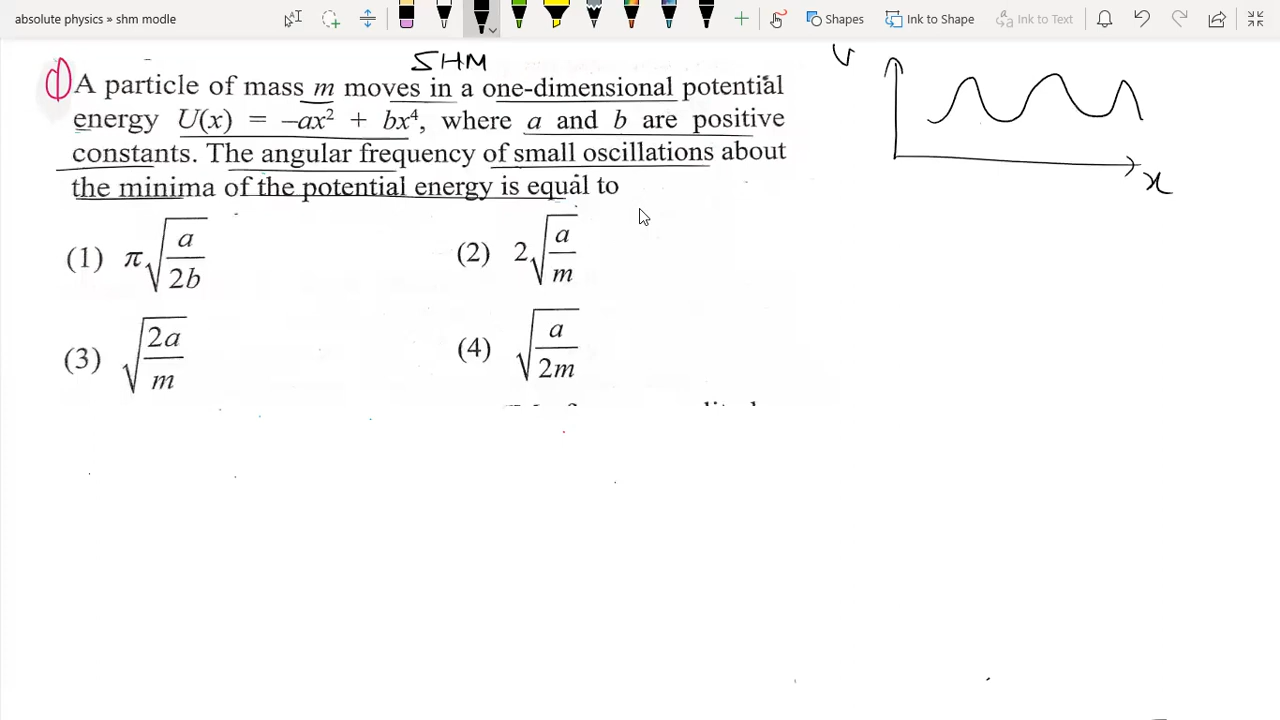 absolute physics » shm modle
Shapes Ink to Shape Ink to Text
SHM
① A particle of mass m moves in a one-dimensional potential
energy U(x) = –ax² + bx⁴, where a and b are positive
constants. The angular frequency of small oscillations about
the minima of the potential energy is equal to
(1) π√(a/2b) (2) 2√(a/m)
(3) √(2a/m) (4) √(a/2m)
x